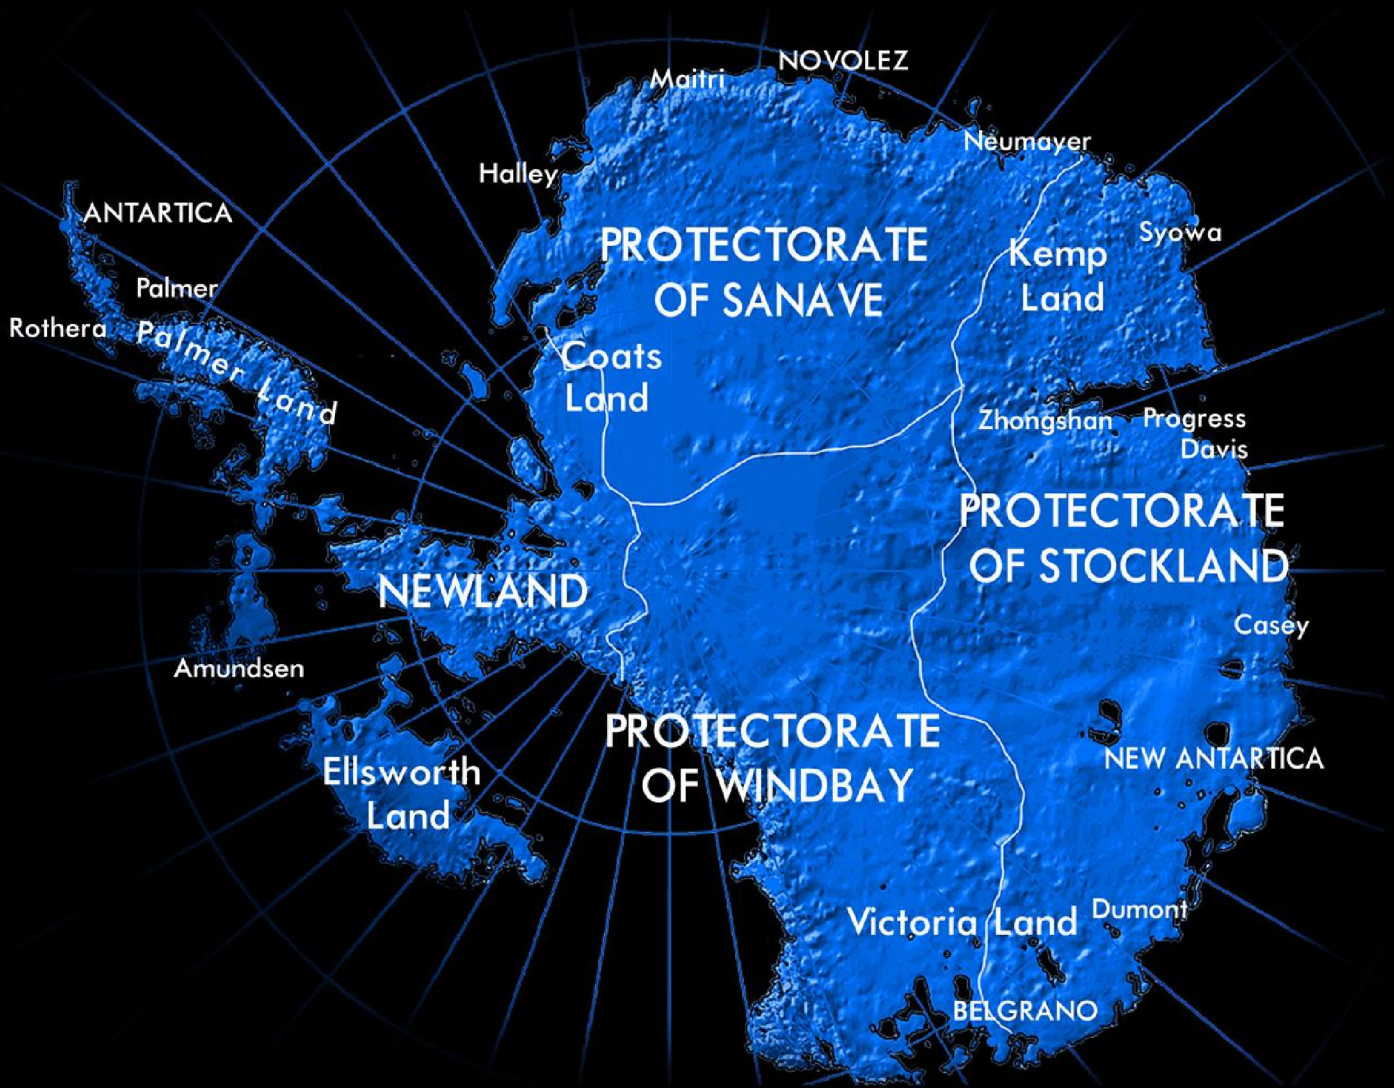 NOVOLEZ
Maitri
Neumayer
Halley
ANTARTICA
Syowa
PROTECTORATE
OF SANAVE
Kemp
Land
Palmer
Rothera
Palmer Land
Coats
Land
Zhongshan
Progress
Davis
PROTECTORATE
OF STOCKLAND
NEWLAND
Casey
Amundsen
PROTECTORATE
OF WINDBAY
NEW ANTARTICA
Ellsworth
Land
Victoria Land
Dumont
BELGRANO